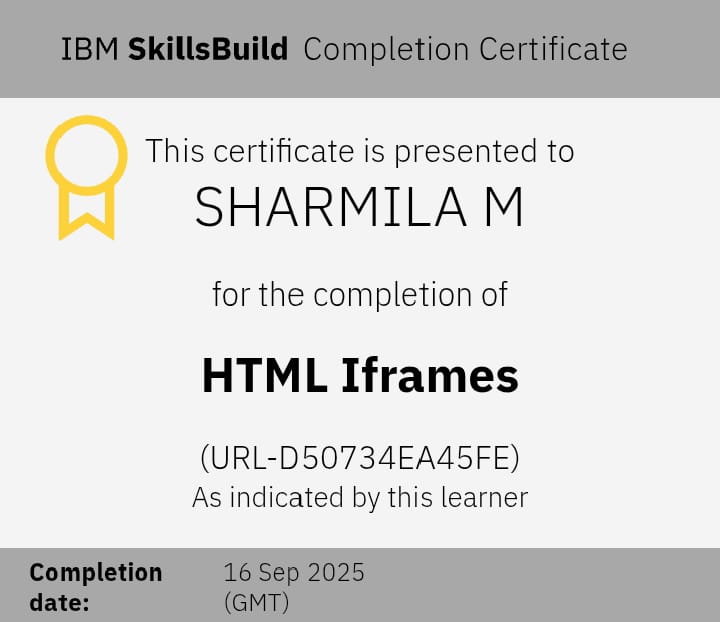 IBM SkillsBuild Completion Certificate
This certificate is presented to
SHARMILA M
for the completion of
HTML Iframes
(URL-D50734EA45FE)
As indicated by this learner
Completion date: 16 Sep 2025 (GMT)